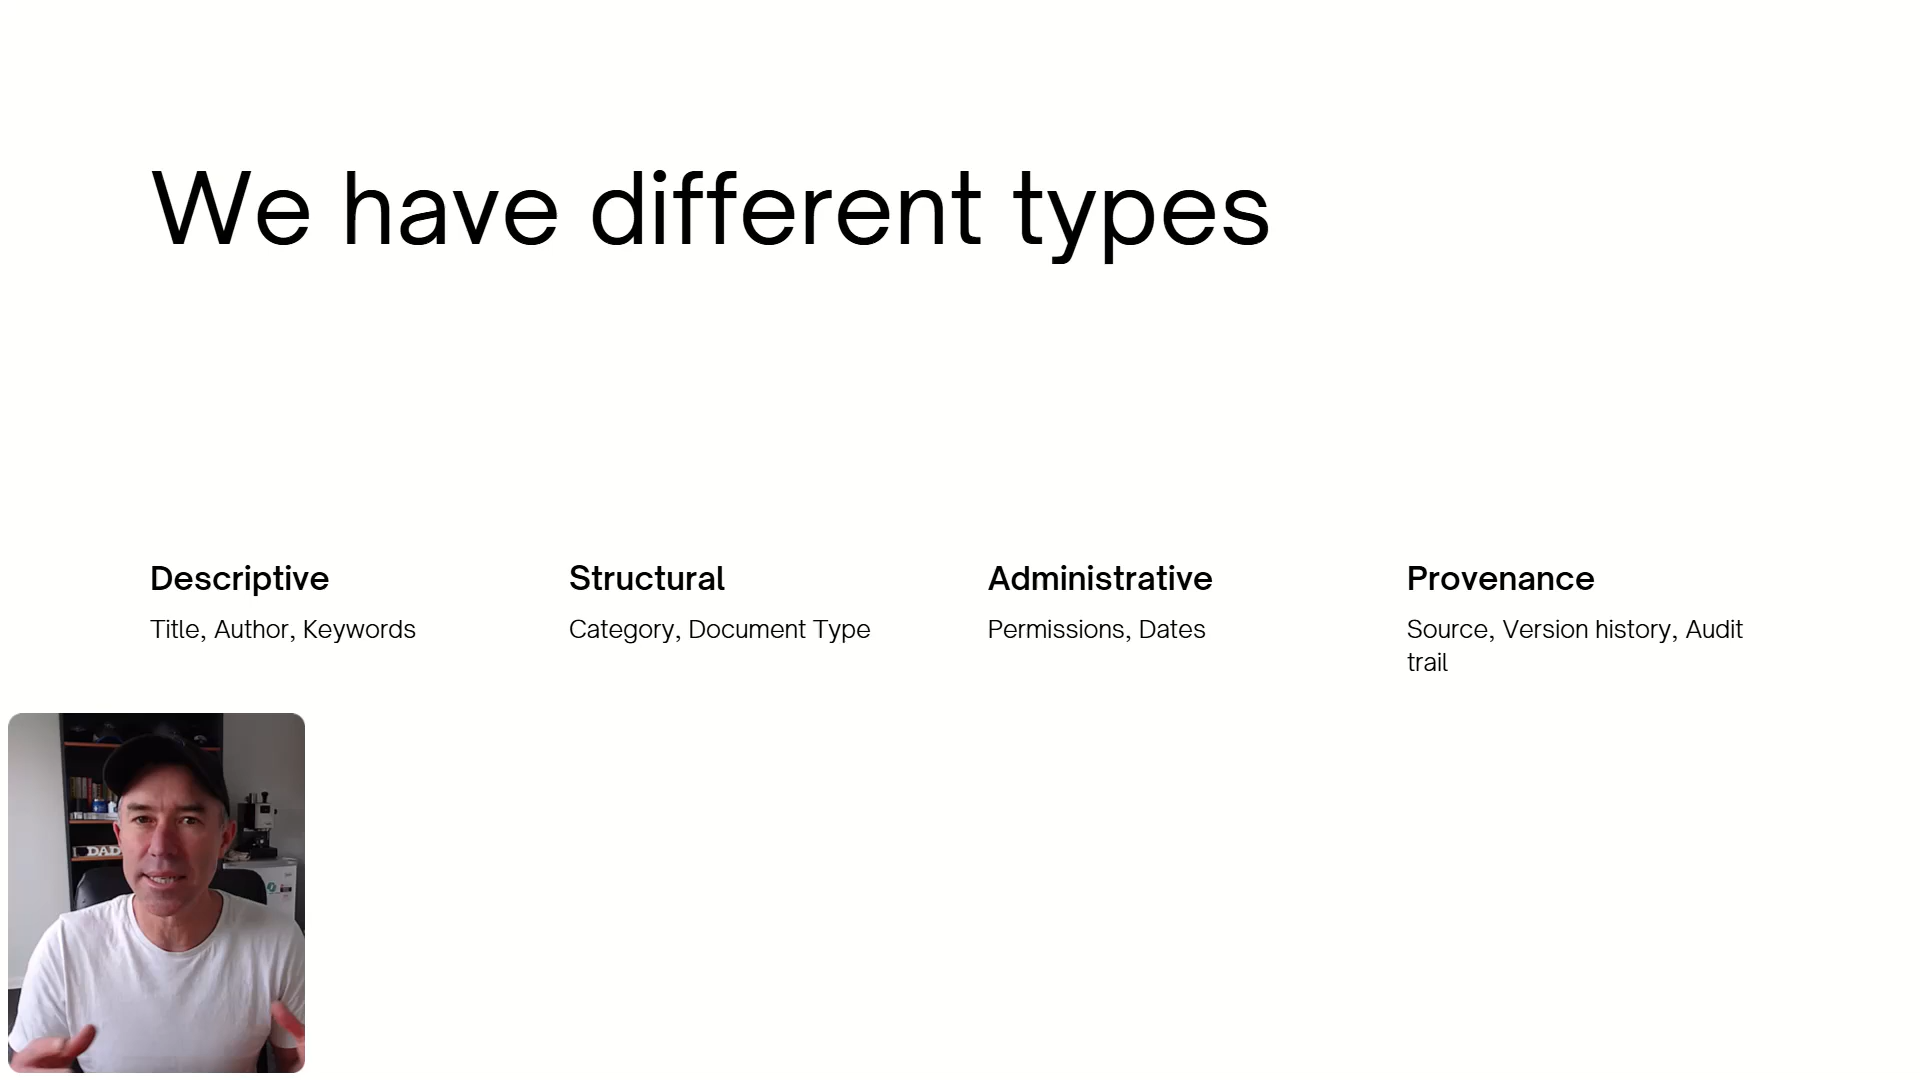 We have different types
Descriptive
Title, Author, Keywords
Structural
Category, Document Type
Administrative
Permissions, Dates
Provenance
Source, Version history, Audit
trail
DAD